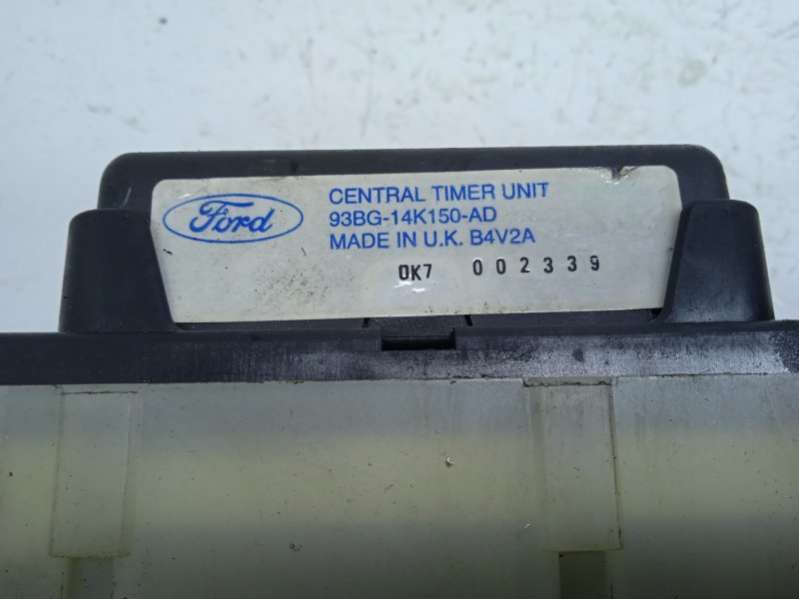 Ford
CENTRAL TIMER UNIT
93BG-14K150-AD
MADE IN U.K. B4V2A
OK7 002339